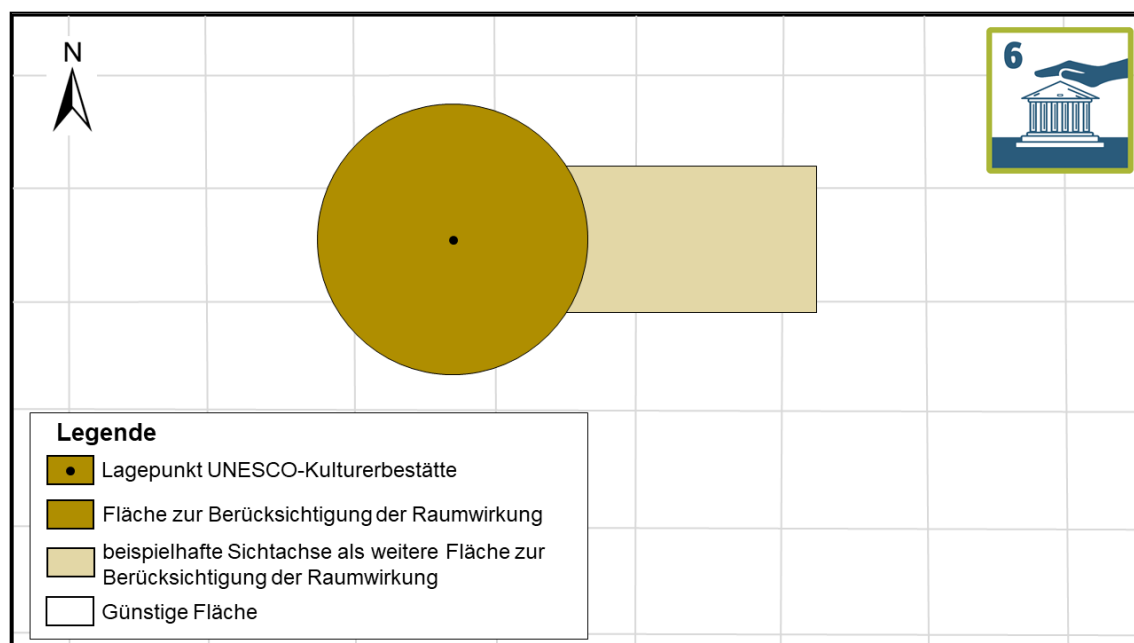 N
6
Legende
Lagepunkt UNESCO-Kulturerbestätte
Fläche zur Berücksichtigung der Raumwirkung
beispielhafte Sichtachse als weitere Fläche zur
Berücksichtigung der Raumwirkung
Günstige Fläche